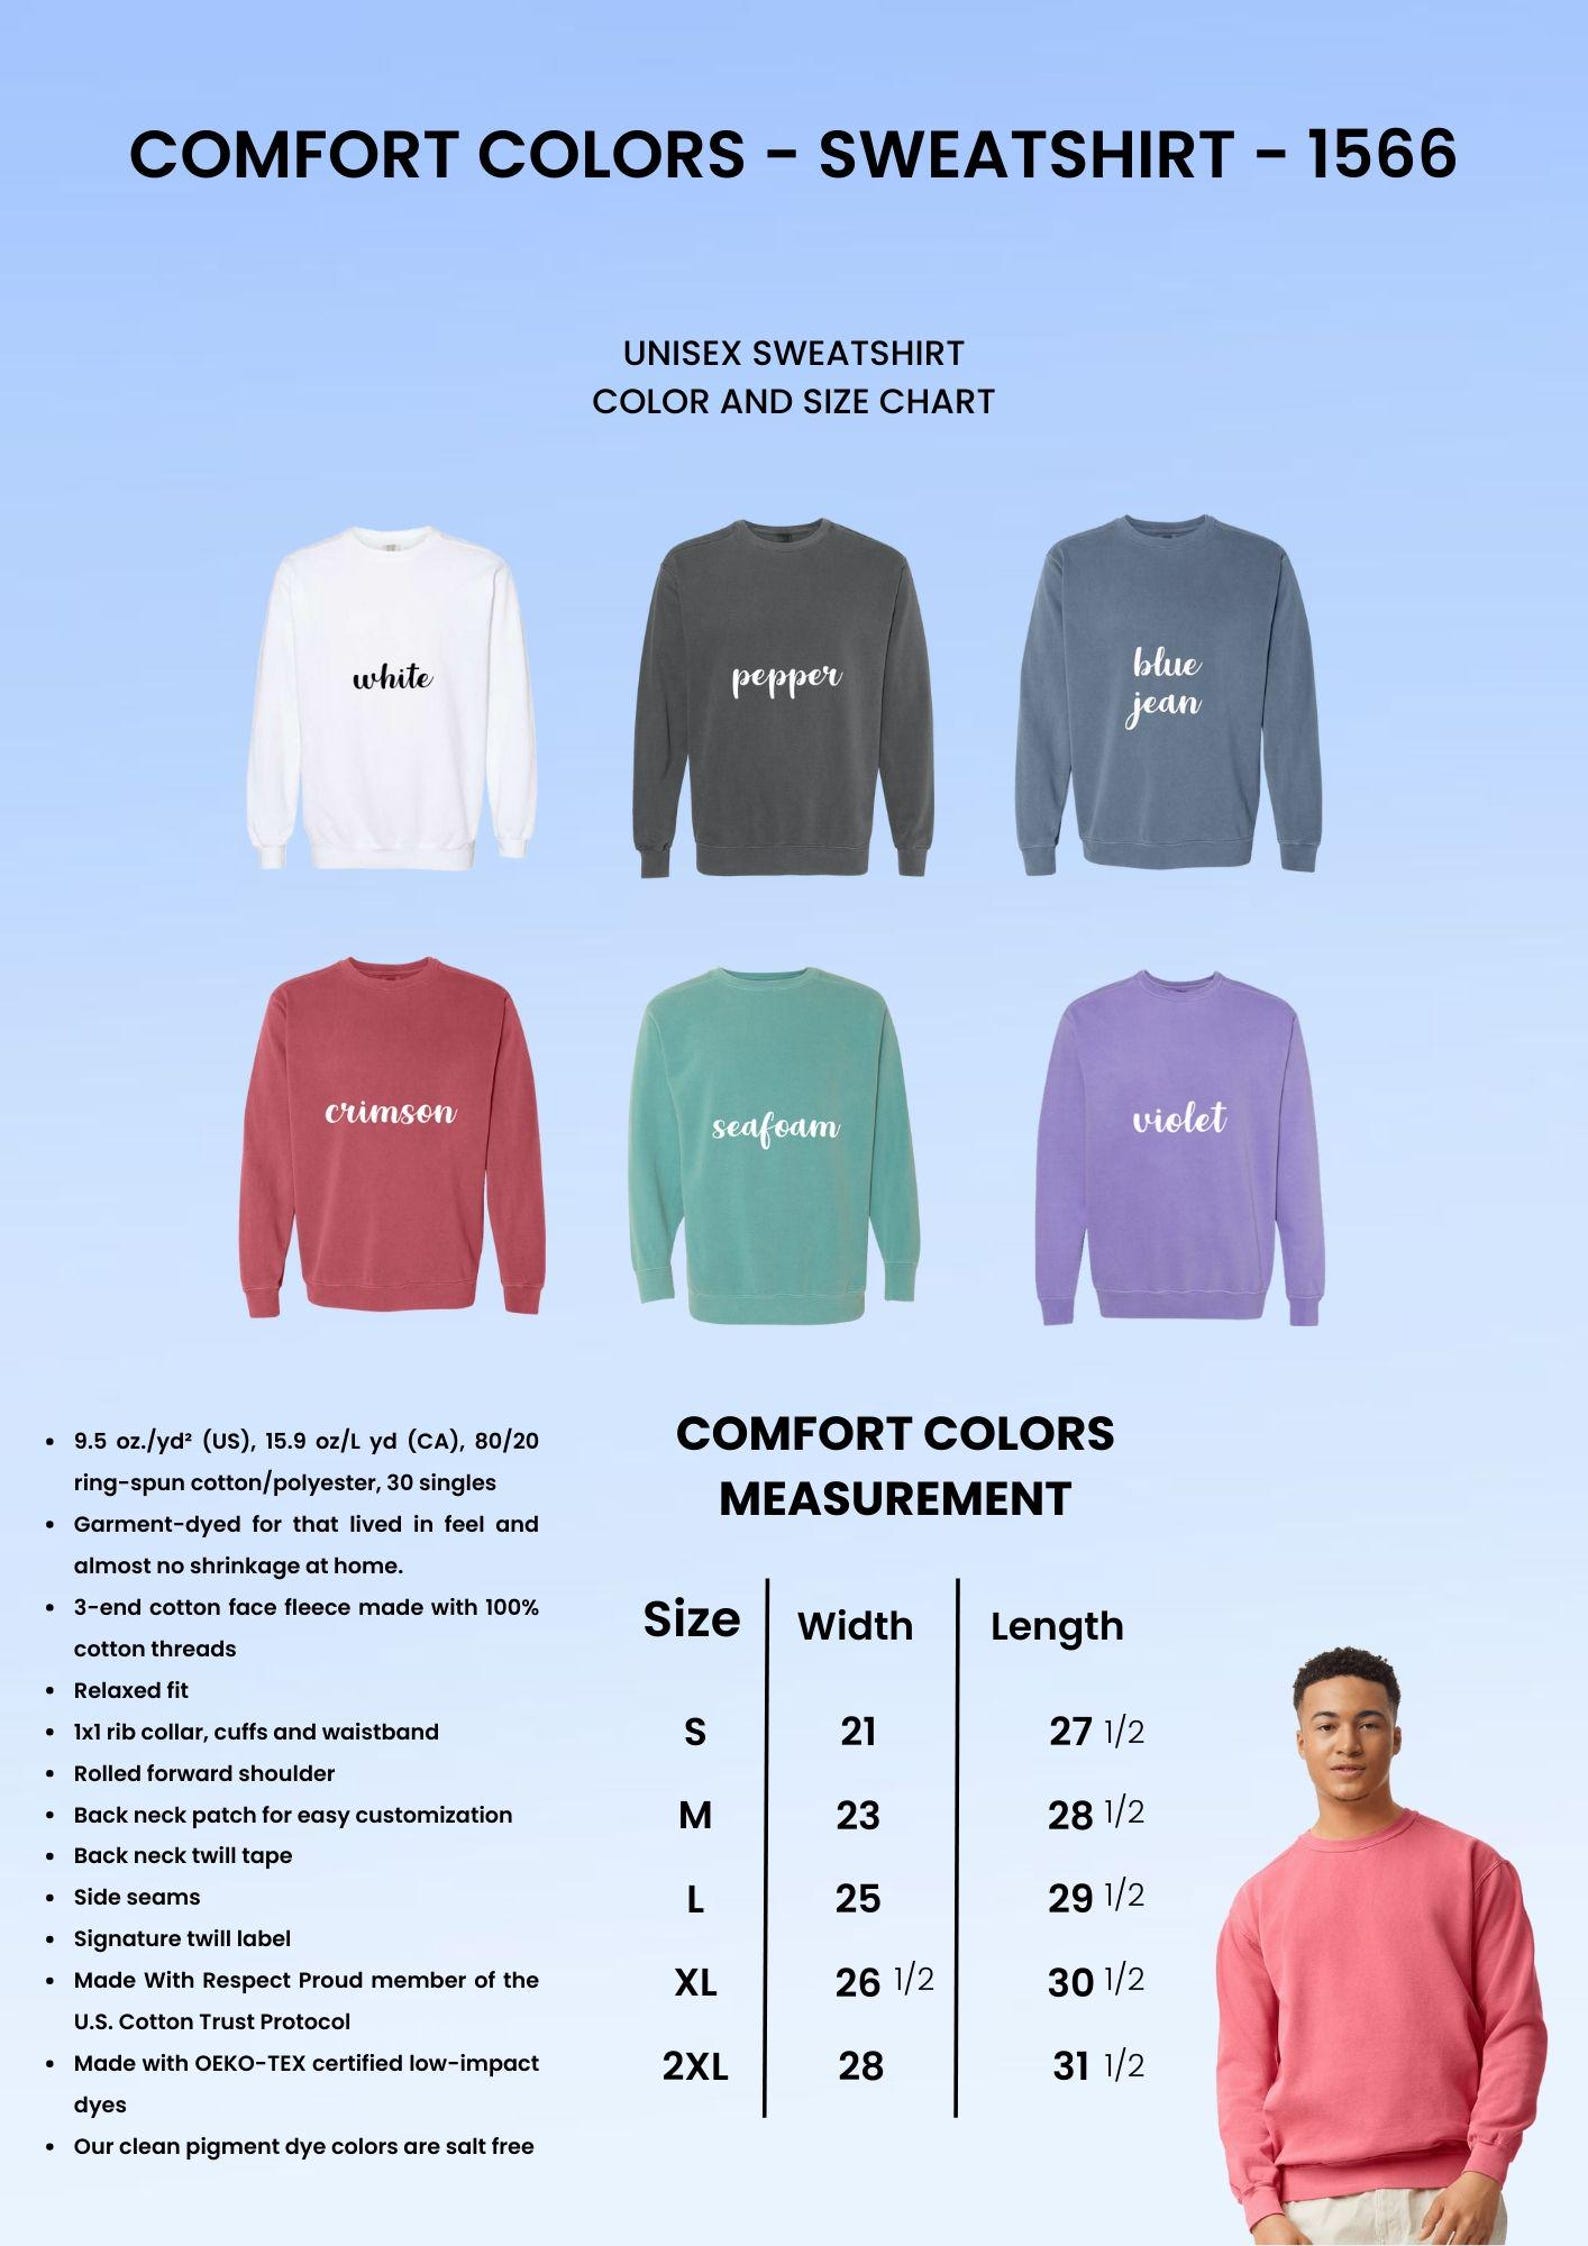 COMFORT COLORS - SWEATSHIRT - 1566
UNISEX SWEATSHIRT
COLOR AND SIZE CHART
white
pepper
blue
jean
crimson
seafoam
violet
• 9.5 oz./yd² (US), 15.9 oz/L yd (CA), 80/20
ring-spun cotton/polyester, 30 singles
• Garment-dyed for that lived in feel and
almost no shrinkage at home.
• 3-end cotton face fleece made with 100%
cotton threads
• Relaxed fit
• 1x1 rib collar, cuffs and waistband
• Rolled forward shoulder
• Back neck patch for easy customization
• Back neck twill tape
• Side seams
• Signature twill label
• Made With Respect Proud member of the
U.S. Cotton Trust Protocol
• Made with OEKO-TEX certified low-impact
dyes
• Our clean pigment dye colors are salt free
COMFORT COLORS
MEASUREMENT
Size Width Length
S 21 27 1/2
M 23 28 1/2
L 25 29 1/2
XL 26 1/2 30 1/2
2XL 28 31 1/2